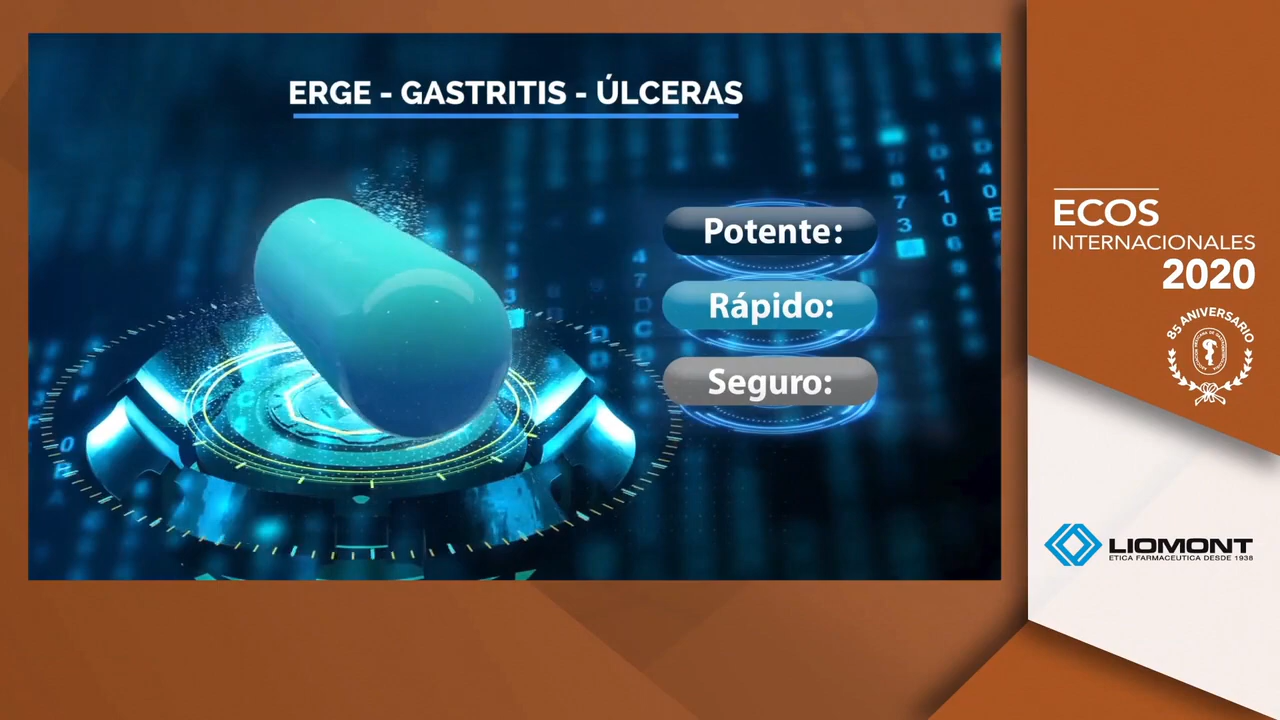 ERGE - GASTRITIS - ÚLCERAS
Potente:
Rápido:
Seguro:
ECOS
INTERNACIONALES
2020
85 ANIVERSARIO
LIOMONT
ETICA FARMACEUTICA DESDE 1938